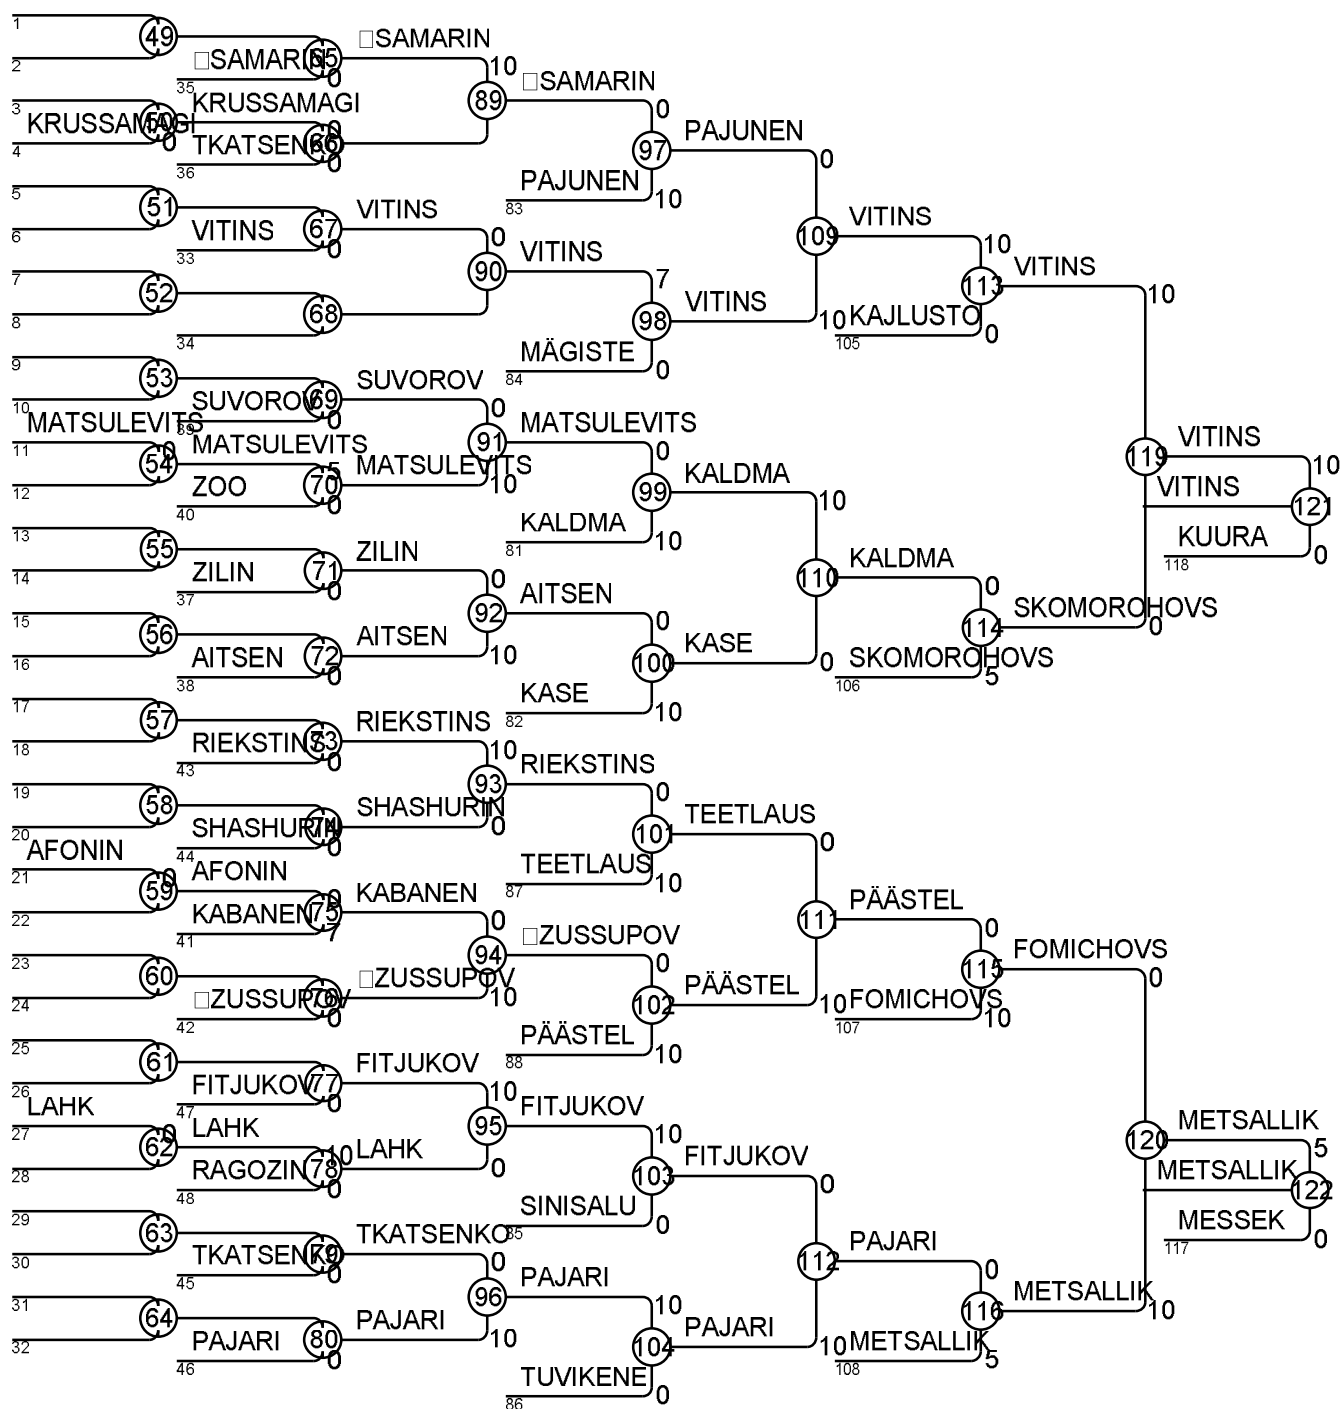 1
49
2
□SAMARIN
65
0
35
□SAMARIN
10
89
□SAMARIN
0
3
50
KRUSSAMAGI
0
4
KRUSSAMAGI
0
66
TKATSENKO
0
36
97
PAJUNEN
0
PAJUNEN
10
83
5
51
6
VITINS
67
0
33
VITINS
0
90
VITINS
7
109
VITINS
10
7
52
8
68
34
98
VITINS
10
MÄGISTE
0
84
KAJLUSTO
0
105
113
VITINS
10
9
53
10
SUVOROV
69
0
39
SUVOROV
0
91
MATSULEVITS
0
MATSULEVITS
0
11
54
12
MATSULEVITS
5
70
ZOO
0
40
MATSULEVITS
10
99
KALDMA
10
KALDMA
10
81
119
VITINS
10
VITINS
121
KUURA
0
118
13
55
14
ZILIN
71
0
37
ZILIN
0
92
AITSEN
0
110
KALDMA
0
15
56
16
AITSEN
72
0
38
AITSEN
10
100
KASE
0
KASE
10
82
SKOMOROHOVS
5
106
114
SKOMOROHOVS
0
17
57
18
RIEKSTINS
73
0
43
RIEKSTINS
10
93
RIEKSTINS
0
19
58
20
SHASHURIN
74
0
44
SHASHURIN
0
101
TEETLAUS
0
TEETLAUS
10
87
AFONIN
0
21
59
22
AFONIN
0
75
KABANEN
7
41
KABANEN
0
94
□ZUSSUPOV
0
111
PÄÄSTEL
0
23
60
24
□ZUSSUPOV
76
0
42
□ZUSSUPOV
10
102
PÄÄSTEL
10
PÄÄSTEL
10
88
FOMICHOVS
10
107
115
FOMICHOVS
0
25
61
26
FITJUKOV
77
0
47
FITJUKOV
10
95
FITJUKOV
10
LAHK
0
27
62
28
LAHK
10
78
RAGOZIN
0
48
LAHK
0
103
FITJUKOV
0
SINISALU
0
85
120
METSALLIK
5
METSALLIK
122
MESSEK
0
117
29
63
30
TKATSENKO
79
0
45
TKATSENKO
0
96
PAJARI
10
112
PAJARI
0
31
64
32
PAJARI
80
0
46
PAJARI
10
104
PAJARI
10
TUVIKENE
0
86
METSALLIK
5
108
116
METSALLIK
10